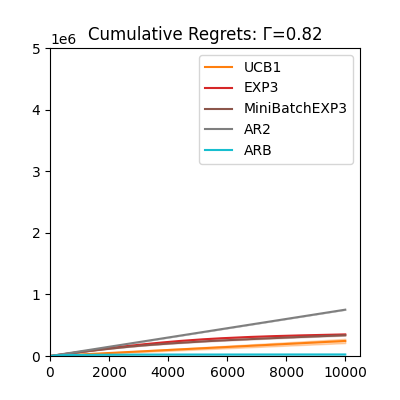 Cumulative Regrets: Γ=0.82
1e6
5
4
3
2
1
0
UCB1
EXP3
MiniBatchEXP3
AR2
ARB
0 2000 4000 6000 8000 10000